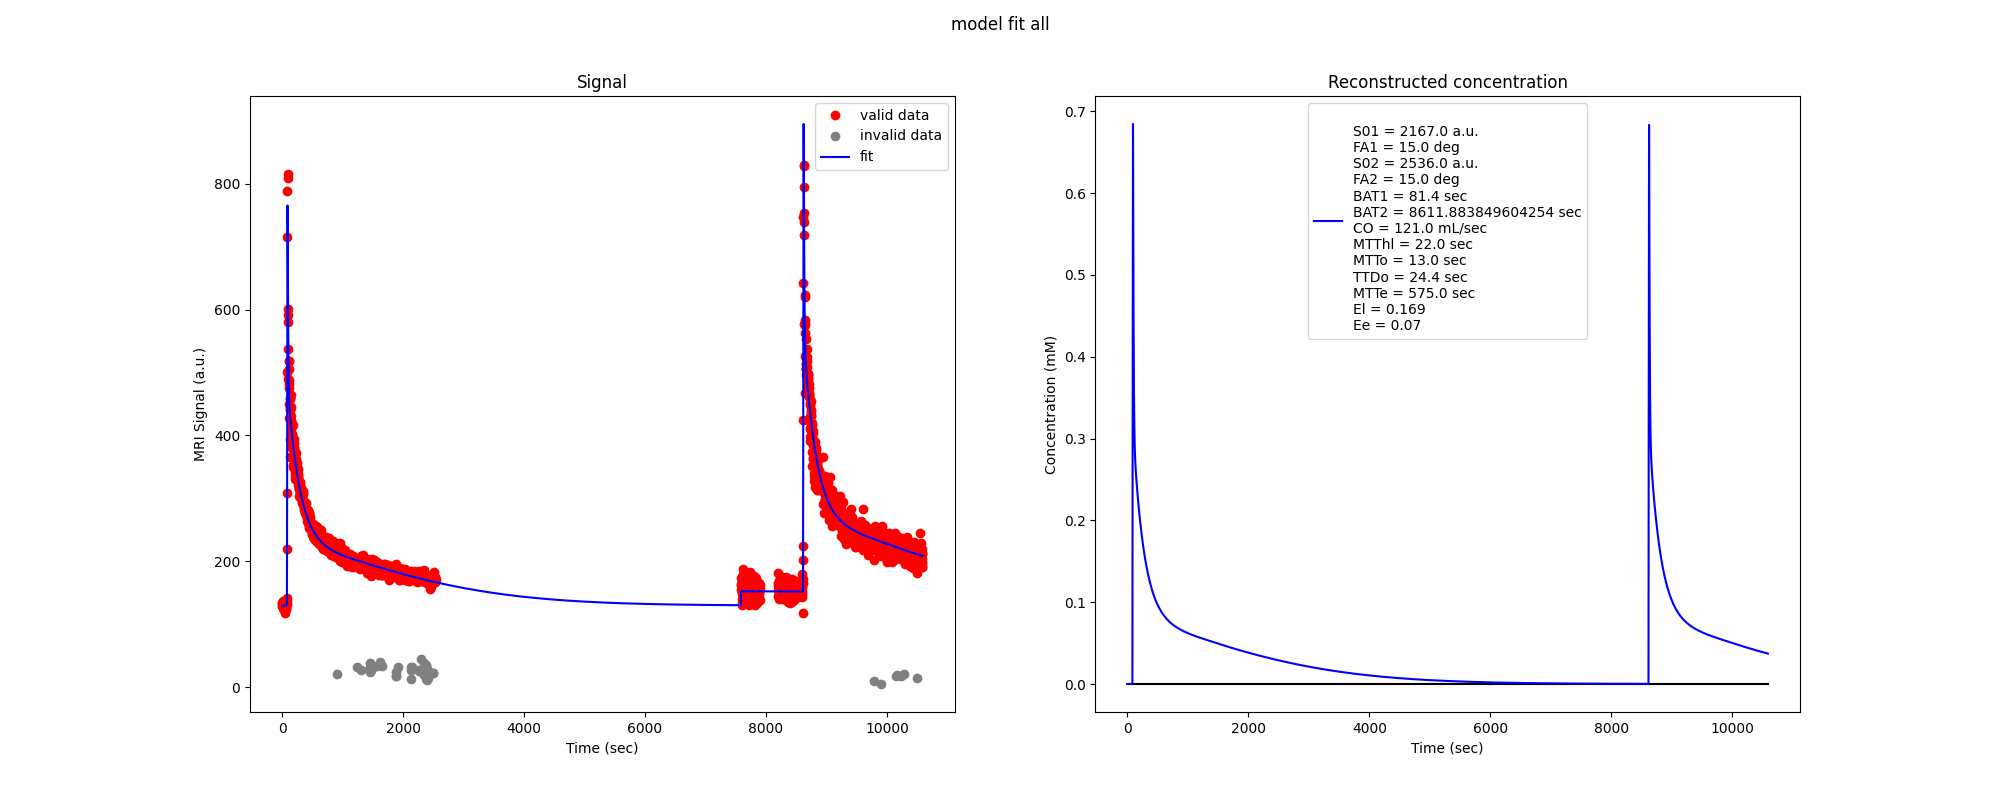 model fit all
Signal
valid data
invalid data
fit
800
600
400
200
0
MRI Signal (a.u.)
0 2000 4000 6000 8000 10000
Time (sec)
Reconstructed concentration
S01 = 2167.0 a.u.
FA1 = 15.0 deg
S02 = 2536.0 a.u.
FA2 = 15.0 deg
BAT1 = 81.4 sec
BAT2 = 8611.883849604254 sec
CO = 121.0 mL/sec
MTThl = 22.0 sec
MTTo = 13.0 sec
TTDo = 24.4 sec
MTTe = 575.0 sec
El = 0.169
Ee = 0.07
0.7
0.6
0.5
0.4
0.3
0.2
0.1
0.0
Concentration (mM)
0 2000 4000 6000 8000 10000
Time (sec)